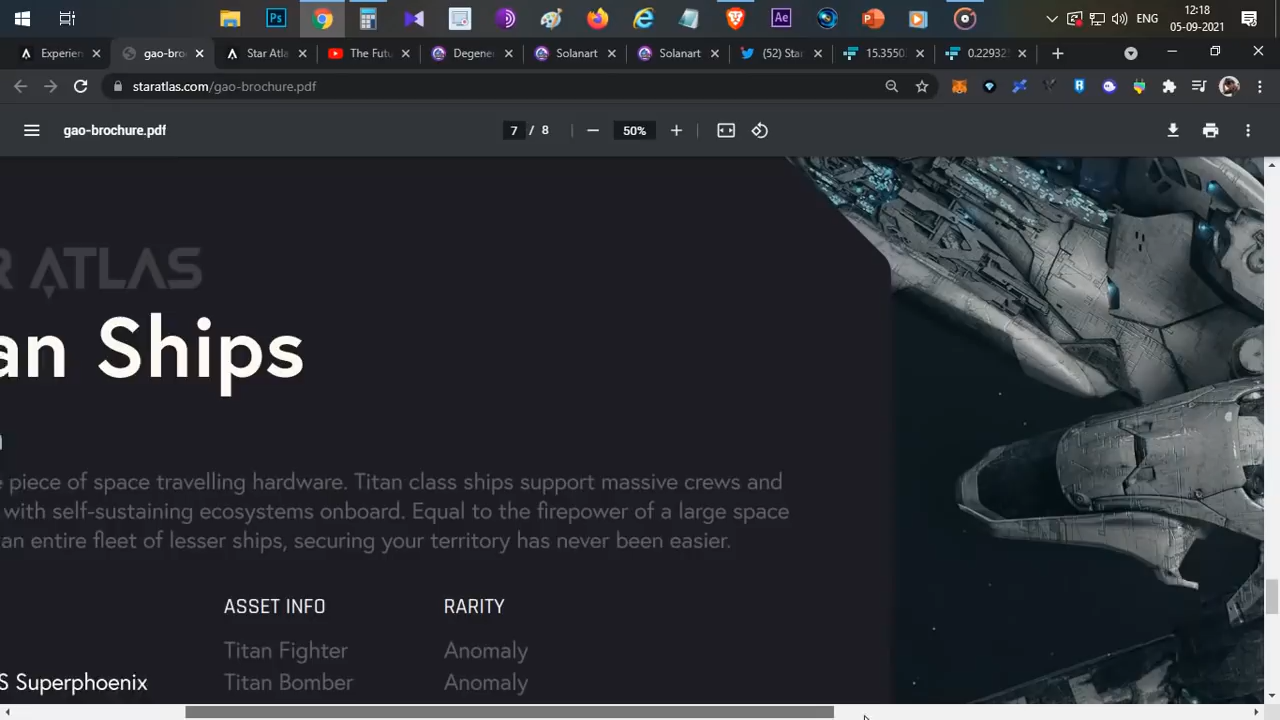 12:18
ENG
05-09-2021
Experien
gao-bro
Star Atla
The Futu
Degene
Solanart
Solanart
(52) Star
15.3550
0.22932
staratlas.com/gao-brochure.pdf
gao-brochure.pdf
7 / 8
50%
R ATLAS
an Ships
piece of space travelling hardware. Titan class ships support massive crews and
with self-sustaining ecosystems onboard. Equal to the firepower of a large space
an entire fleet of lesser ships, securing your territory has never been easier.
ASSET INFO
RARITY
Titan Fighter
Anomaly
S Superphoenix
Titan Bomber
Anomaly